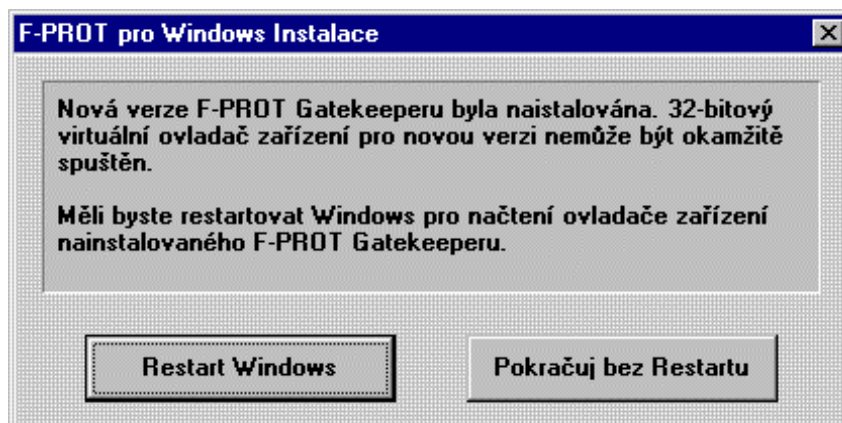 F-PROT pro Windows Instalace
Nová verze F-PROT Gatekeeperu byla naistalována. 32-bitový
virtuální ovladač zařízení pro novou verzi nemůže být okamžitě
spuštěn.
Měli byste restartovat Windows pro načtení ovladače zařízení
nainstalovaného F-PROT Gatekeeperu.
Restart Windows
Pokračuj bez Restartu